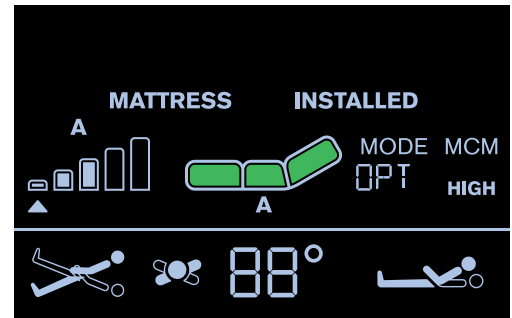 MATTRESS INSTALLED
A
MODE MCM
OPT HIGH
A
88°